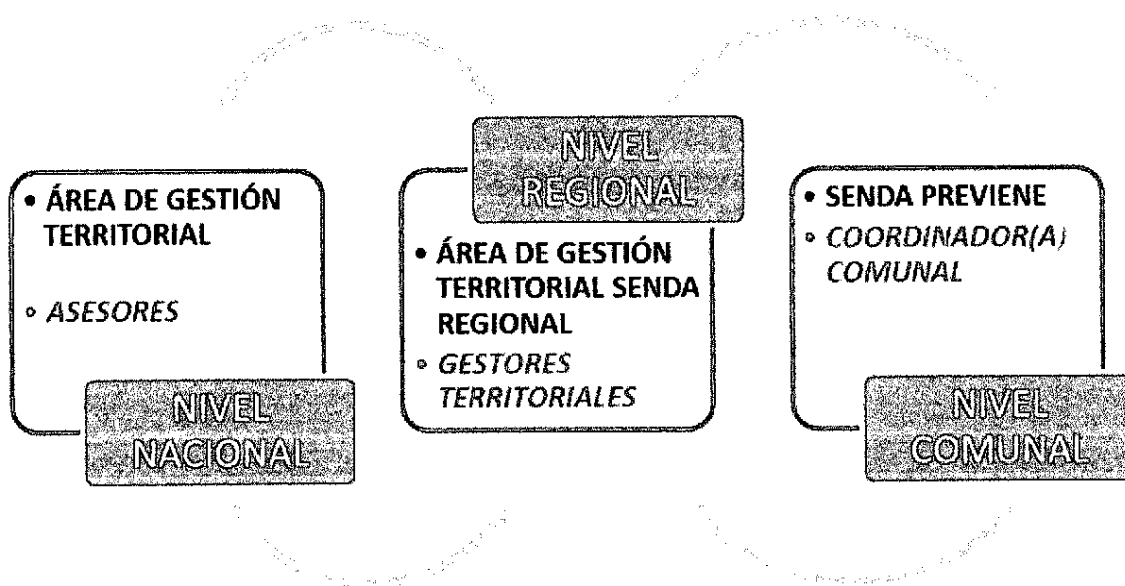 • ÁREA DE GESTIÓN
TERRITORIAL
◦ ASESORES
NIVEL
NACIONAL
NIVEL
REGIONAL
• ÁREA DE GESTIÓN
TERRITORIAL SENDA
REGIONAL
◦ GESTORES
TERRITORIALES
• SENDA PREVIENE
◦ COORDINADOR(A)
COMUNAL
NIVEL
COMUNAL